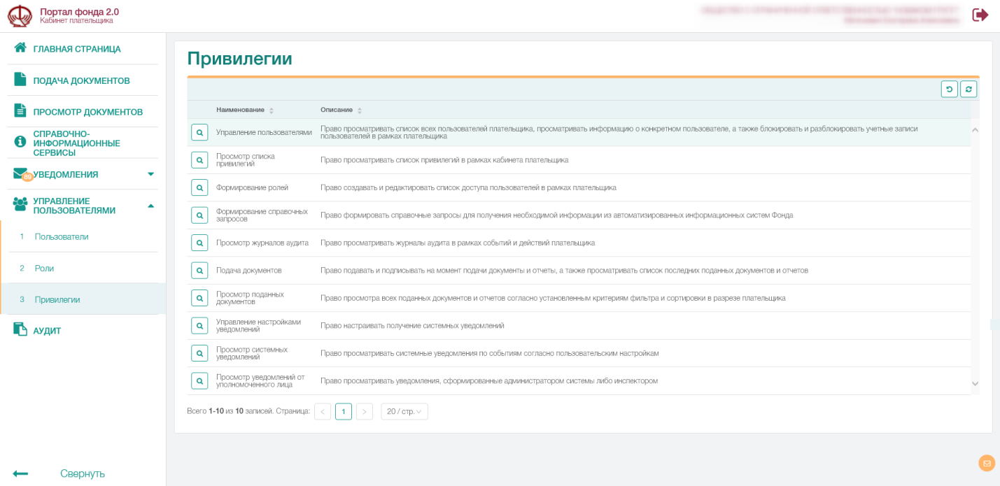 Портал фонда 2.0
Кабинет плательщика
ГЛАВНАЯ СТРАНИЦА
ПОДАЧА ДОКУМЕНТОВ
ПРОСМОТР ДОКУМЕНТОВ
СПРАВОЧНО-
ИНФОРМАЦИОННЫЕ
СЕРВИСЫ
89
УВЕДОМЛЕНИЯ
УПРАВЛЕНИЕ
ПОЛЬЗОВАТЕЛЯМИ
1 Пользователи
2 Роли
3 Привилегии
АУДИТ
Свернуть
Привилегии
Наименование Описание
Управление пользователями
Право просматривать список всех пользователей плательщика, просматривать информацию о конкретном пользователе, а также блокировать и разблокировать учетные записи
пользователей в рамках плательщика
Просмотр списка
привилегий
Право просматривать список привилегий в рамках кабинета плательщика
Формирование ролей
Право создавать и редактировать список доступа пользователей в рамках плательщика
Формирование справочных
запросов
Право формировать справочные запросы для получения необходимой информации из автоматизированных информационных систем Фонда
Просмотр журналов аудита
Право просматривать журналы аудита в рамках событий и действий плательщика
Подача документов
Право подавать и подписывать на момент подачи документы и отчеты, а также просматривать список последних поданных документов и отчетов
Просмотр поданных
документов
Право просмотра всех поданных документов и отчетов согласно установленным критериям фильтра и сортировки в разрезе плательщика
Управление настройками
уведомлений
Право настраивать получение системных уведомлений
Просмотр системных
уведомлений
Право просматривать системные уведомления по событиям согласно пользовательским настройкам
Просмотр уведомлений от
уполномоченного лица
Право просматривать уведомления, сформированные администратором системы либо инспектором
Всего 1-10 из 10 записей. Страница: < 1 > 20 / стр.